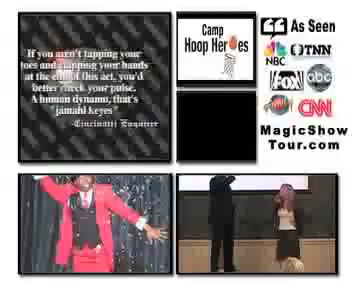 If you aren't tapping your
toes and clapping your hands
at the end of this act, you'd
better check your pulse.
A human dynamo, that's
jamahl keyes"
-Cincinnati Enquirer
Camp
Hoop Heroes
As Seen
NBC
TNN
FOX
abc
CNN
MagicShow
Tour.com